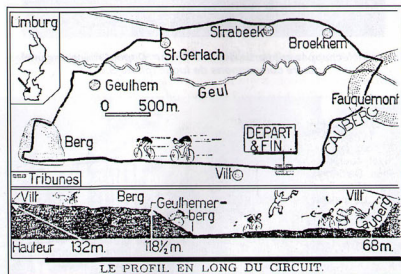 Limburg
Strabeek
Broekhem
St. Gerlach
Geulhem
Geul
0 500m.
Fauquemont
CAUBERG
Berg
DÉPART
& FIN
Vilt
Tribunes
Vilt Berg Geulhemer-
berg
Vilt
Cauberg
Hauteur 132m. 118½ m. 68m.
LE PROFIL EN LONG DU CIRCUIT.